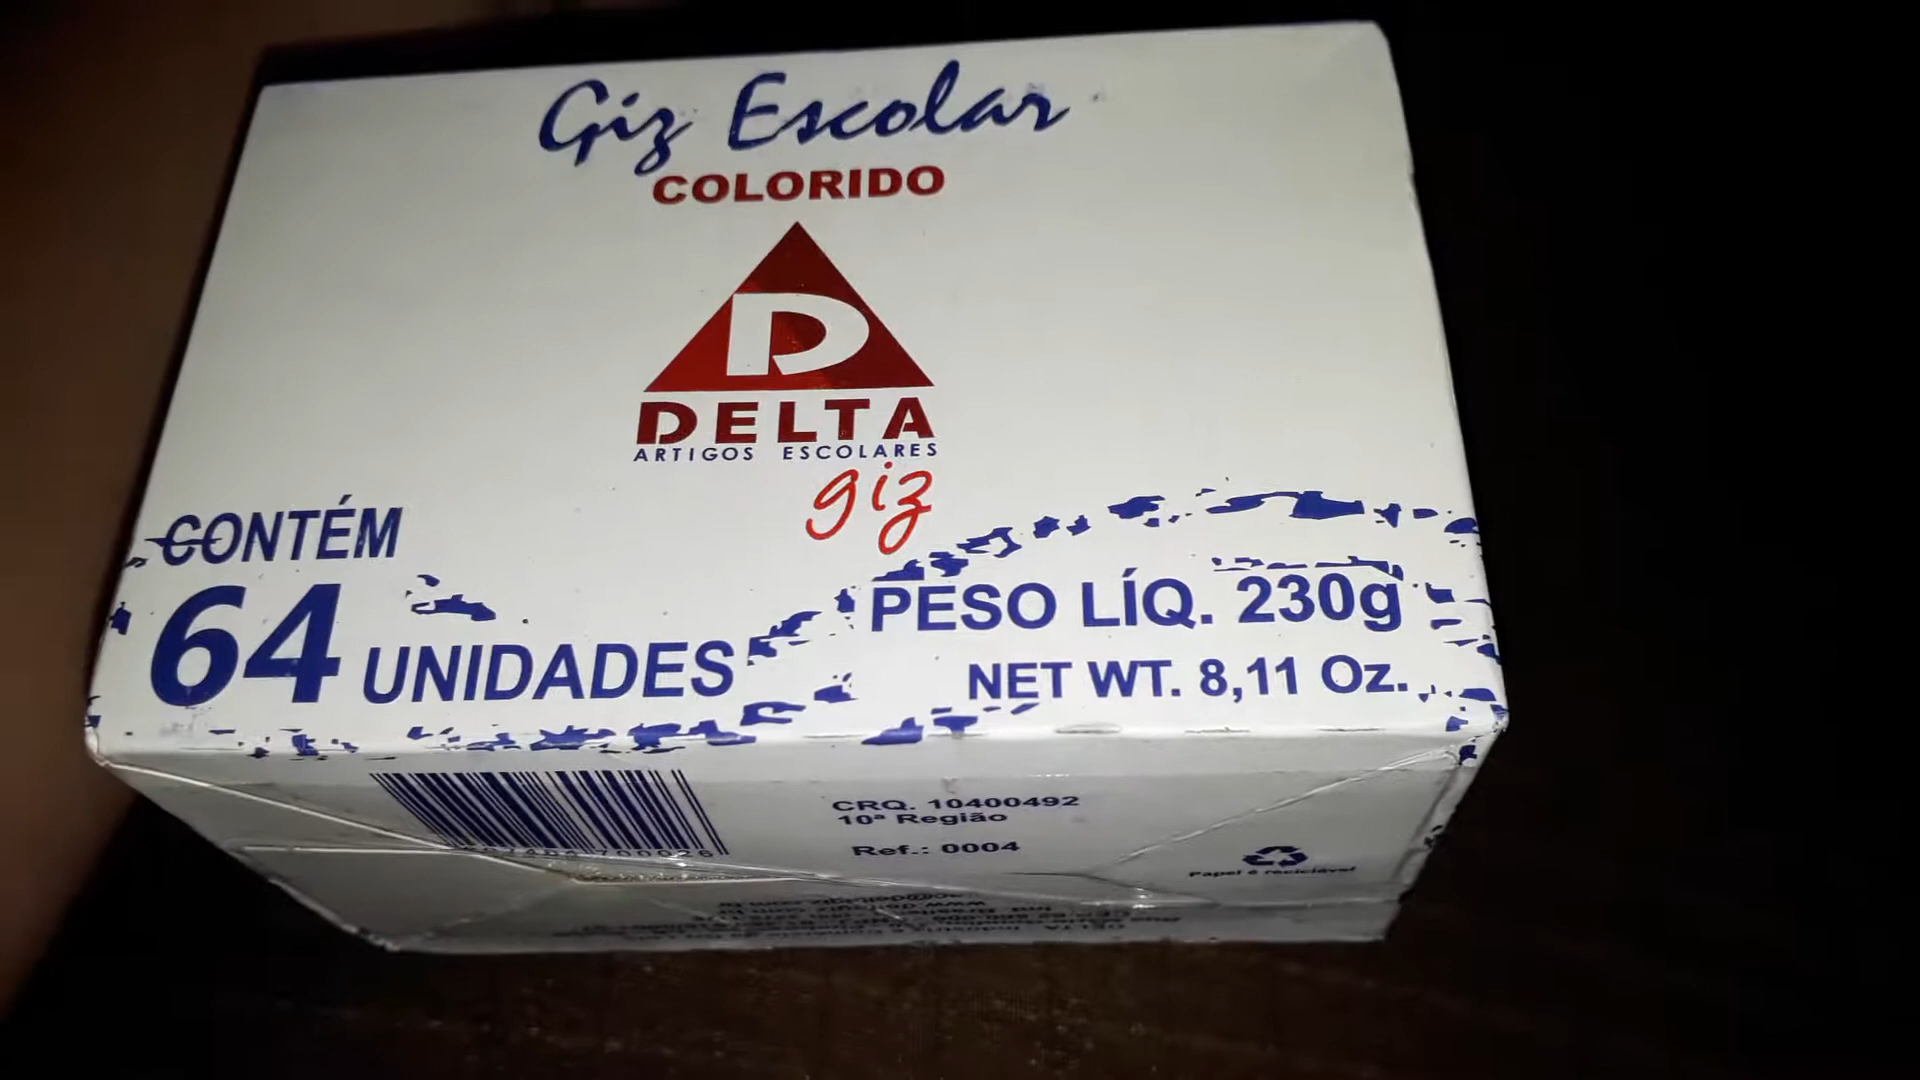 Giz Escolar
COLORIDO
D
DELTA
ARTIGOS ESCOLARES
giz
CONTÉM
64 UNIDADES
PESO LÍQ. 230g
NET WT. 8,11 Oz.
CRQ. 10400492
10ª Região
Ref.: 0004
700026
Papel é reciclável